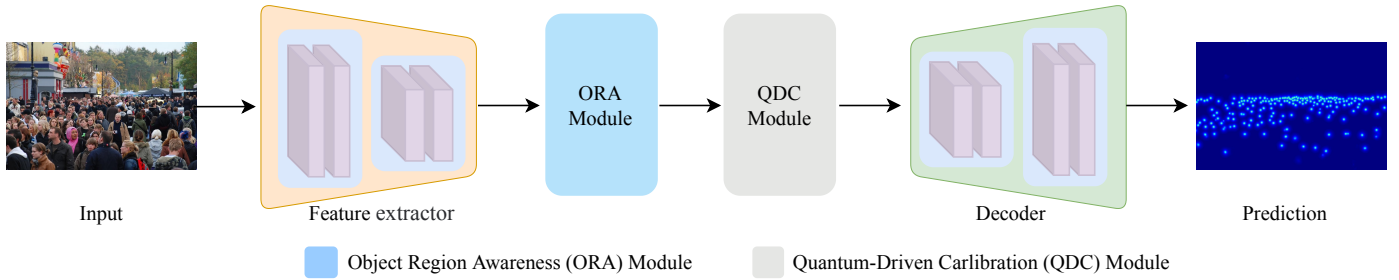 ORA
Module
QDC
Module
Input
Feature extractor
Decoder
Prediction
Object Region Awareness (ORA) Module
Quantum-Driven Carlibration (QDC) Module